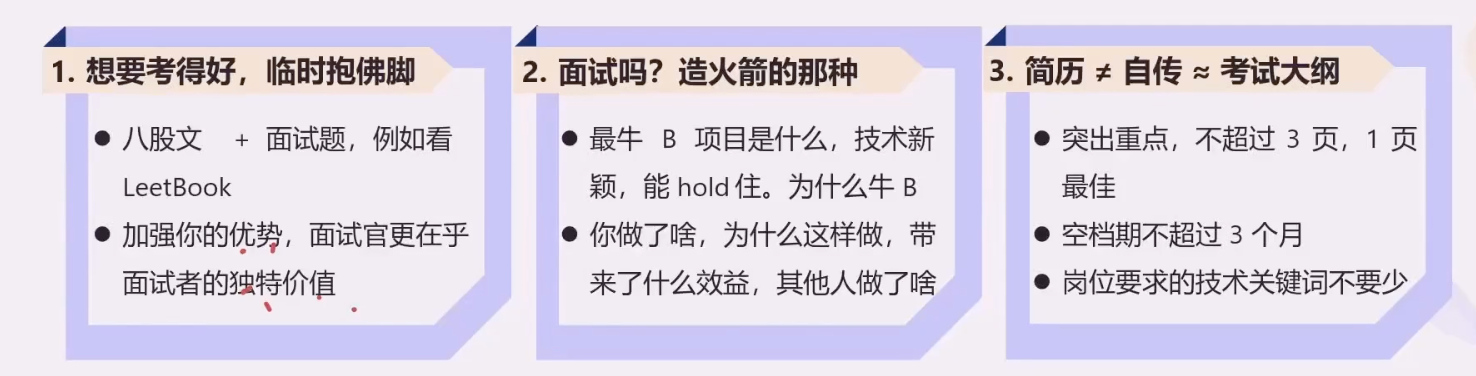 1. 想要考得好，临时抱佛脚
● 八股文 + 面试题，例如看
LeetBook
● 加强你的优势，面试官更在乎
面试者的独特价值
2. 面试吗？造火箭的那种
● 最牛 B 项目是什么，技术新
颖，能 hold 住。为什么牛 B
● 你做了啥，为什么这样做，带
来了什么效益，其他人做了啥
3. 简历 ≠ 自传 ≈ 考试大纲
● 突出重点，不超过 3 页，1 页
最佳
● 空档期不超过 3 个月
● 岗位要求的技术关键词不要少